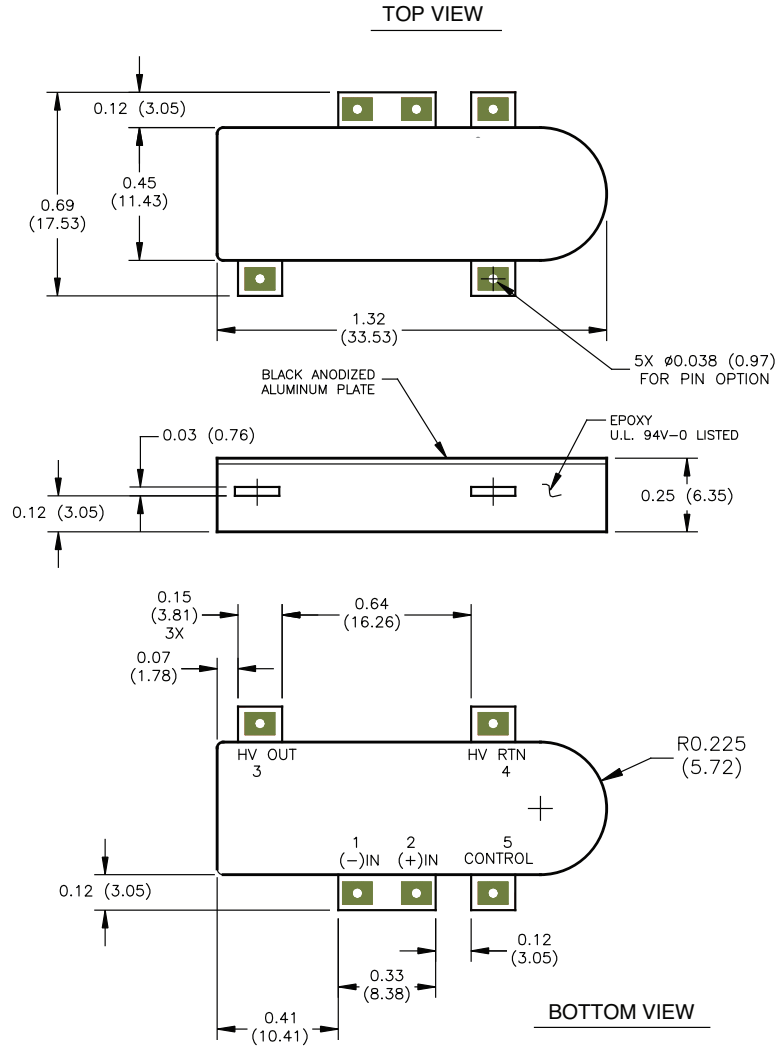 TOP VIEW
0.12 (3.05)
0.45
(11.43)
0.69
(17.53)
1.32
(33.53)
5X ø0.038 (0.97)
FOR PIN OPTION
BLACK ANODIZED
ALUMINUM PLATE
EPOXY
U.L. 94V-0 LISTED
0.03 (0.76)
0.12 (3.05)
0.25 (6.35)
0.15
(3.81)
3X
0.64
(16.26)
0.07
(1.78)
HV OUT
3
HV RTN
4
R0.225
(5.72)
1
(-)IN
2
(+)IN
5
CONTROL
0.12 (3.05)
0.12
(3.05)
0.33
(8.38)
0.41
(10.41)
BOTTOM VIEW